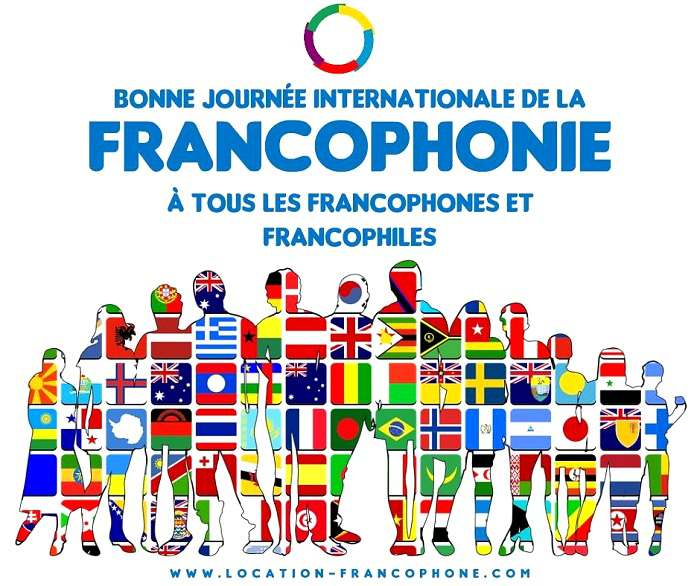 BONNE JOURNÉE INTERNATIONALE DE LA
FRANCOPHONIE
À TOUS LES FRANCOPHONES ET
FRANCOPHILES
WWW.LOCATION-FRANCOPHONE.COM